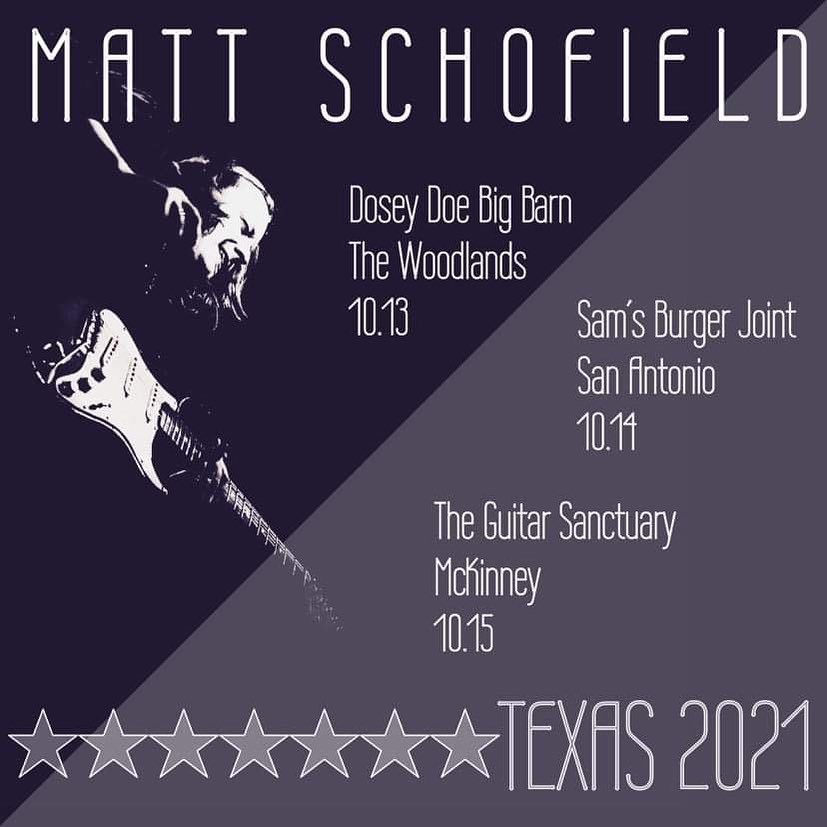 MATT SCHOFIELD
Dosey Doe Big Barn
The Woodlands
10.13
Sam's Burger Joint
San Antonio
10.14
The Guitar Sanctuary
McKinney
10.15
TEXAS 2021